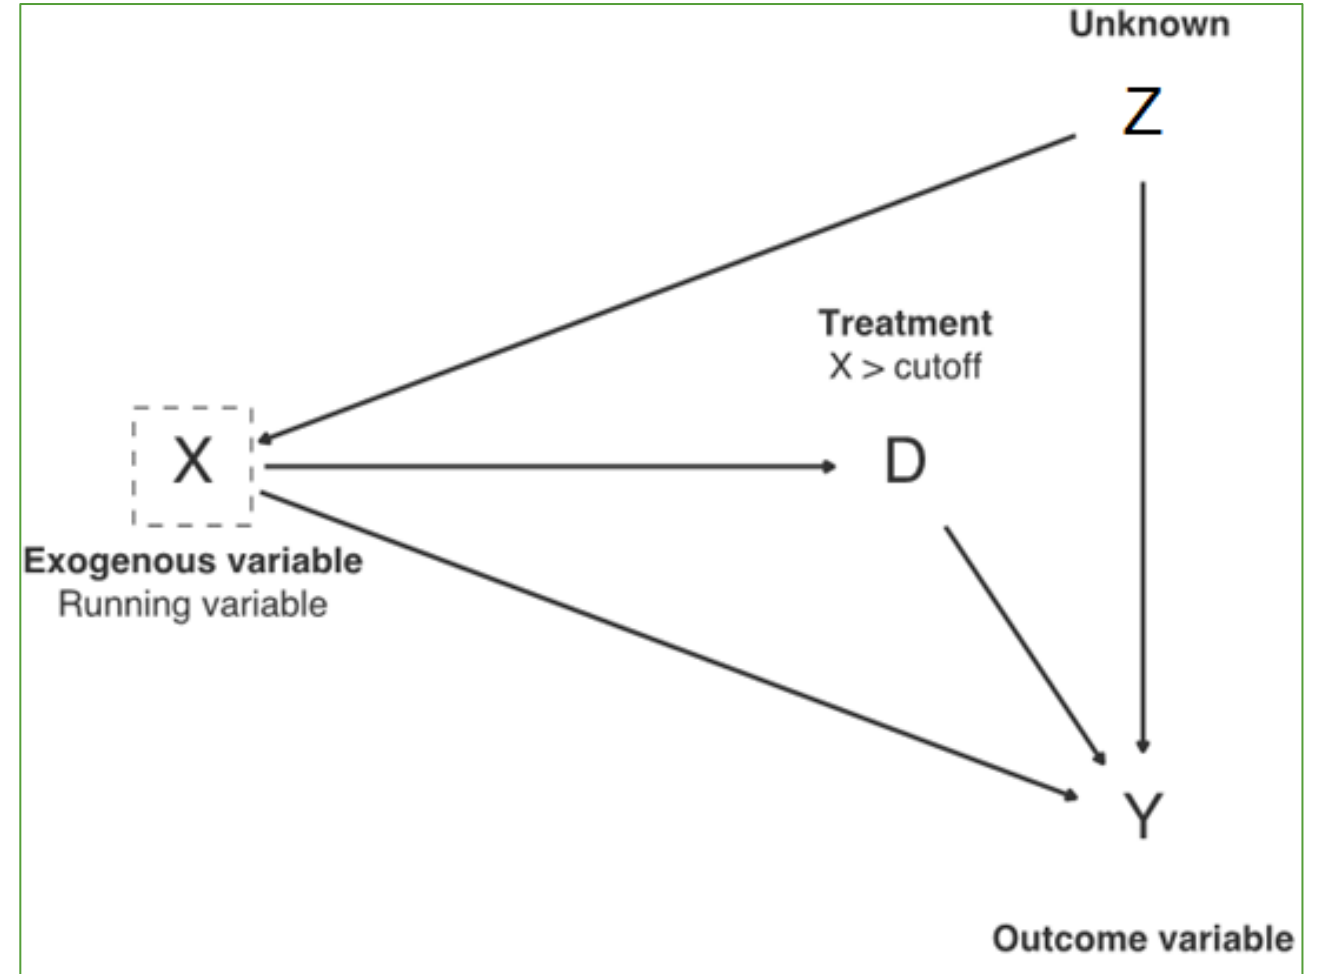 Unknown
Z
Treatment
X > cutoff
X
D
Exogenous variable
Running variable
Y
Outcome variable